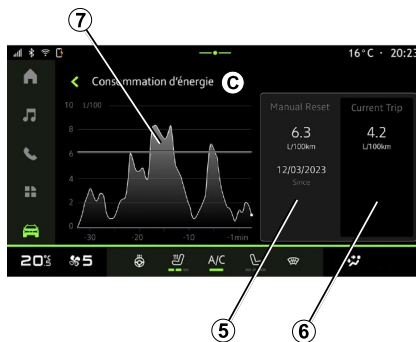 7
16°C · 20:23
Consommation d'énergie
C
10 L/100
8
6
4
2
0
-30 -20 -10 -1min
Manual Reset
6.3
L/100km
12/03/2023
Since
Current Trip
4.2
L/100km
5
A/C
5
6